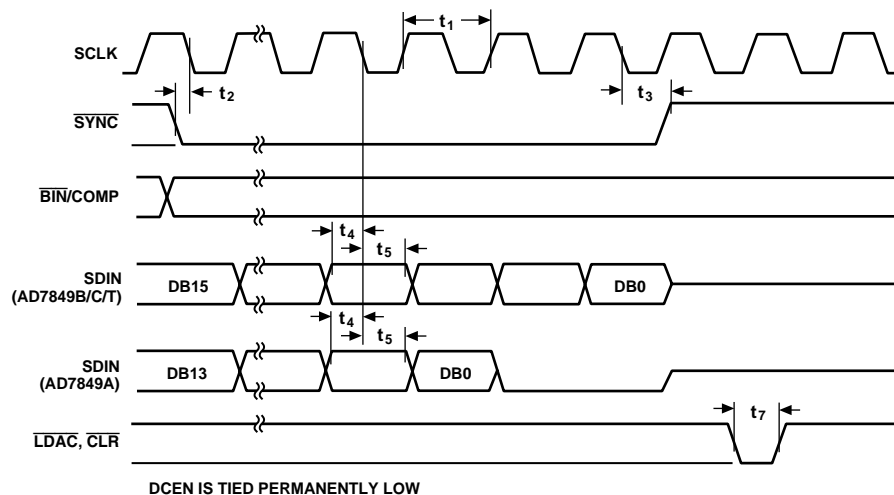 SCLK
t1
t2
t3
SYNC
BIN/COMP
t4
t5
SDIN
(AD7849B/C/T)
DB15
DB0
t4
t5
SDIN
(AD7849A)
DB13
DB0
t7
LDAC, CLR
DCEN IS TIED PERMANENTLY LOW